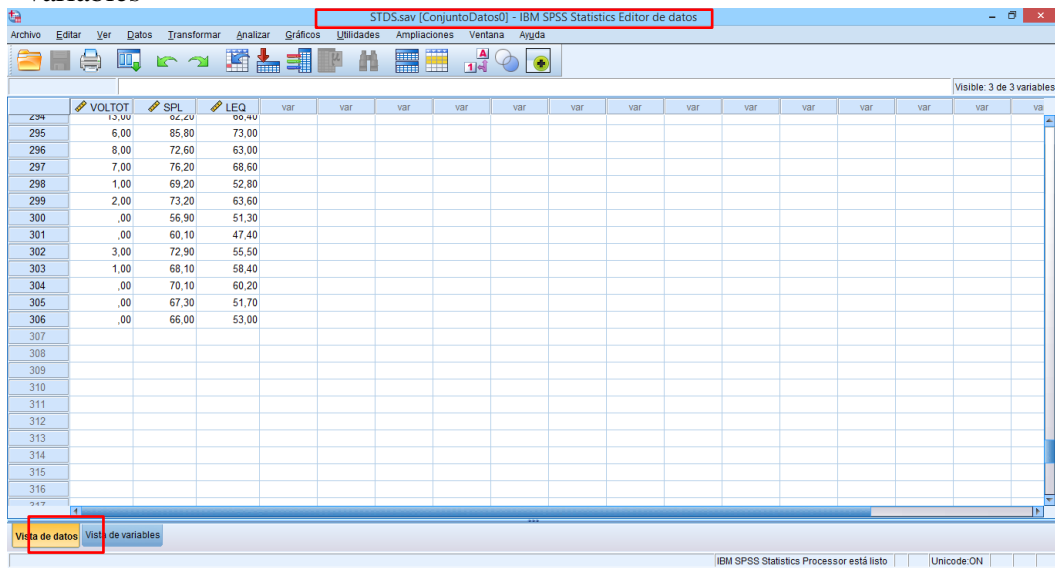 variables
STDS.sav [ConjuntoDatos0] - IBM SPSS Statistics Editor de datos
Archivo Editar Ver Datos Transformar Analizar Gráficos Utilidades Ampliaciones Ventana Ayuda
Visible: 3 de 3 variables
VOLTOT SPL LEQ var var var var var var var var var var var var va
294 13,00 82,20 68,40
295 6,00 85,80 73,00
296 8,00 72,60 63,00
297 7,00 76,20 68,60
298 1,00 69,20 52,80
299 2,00 73,20 63,60
300 ,00 56,90 51,30
301 ,00 60,10 47,40
302 3,00 72,90 55,50
303 1,00 68,10 58,40
304 ,00 70,10 60,20
305 ,00 67,30 51,70
306 ,00 66,00 53,00
307
308
309
310
311
312
313
314
315
316
317
Vista de datos Vista de variables
IBM SPSS Statistics Processor está listo Unicode:ON